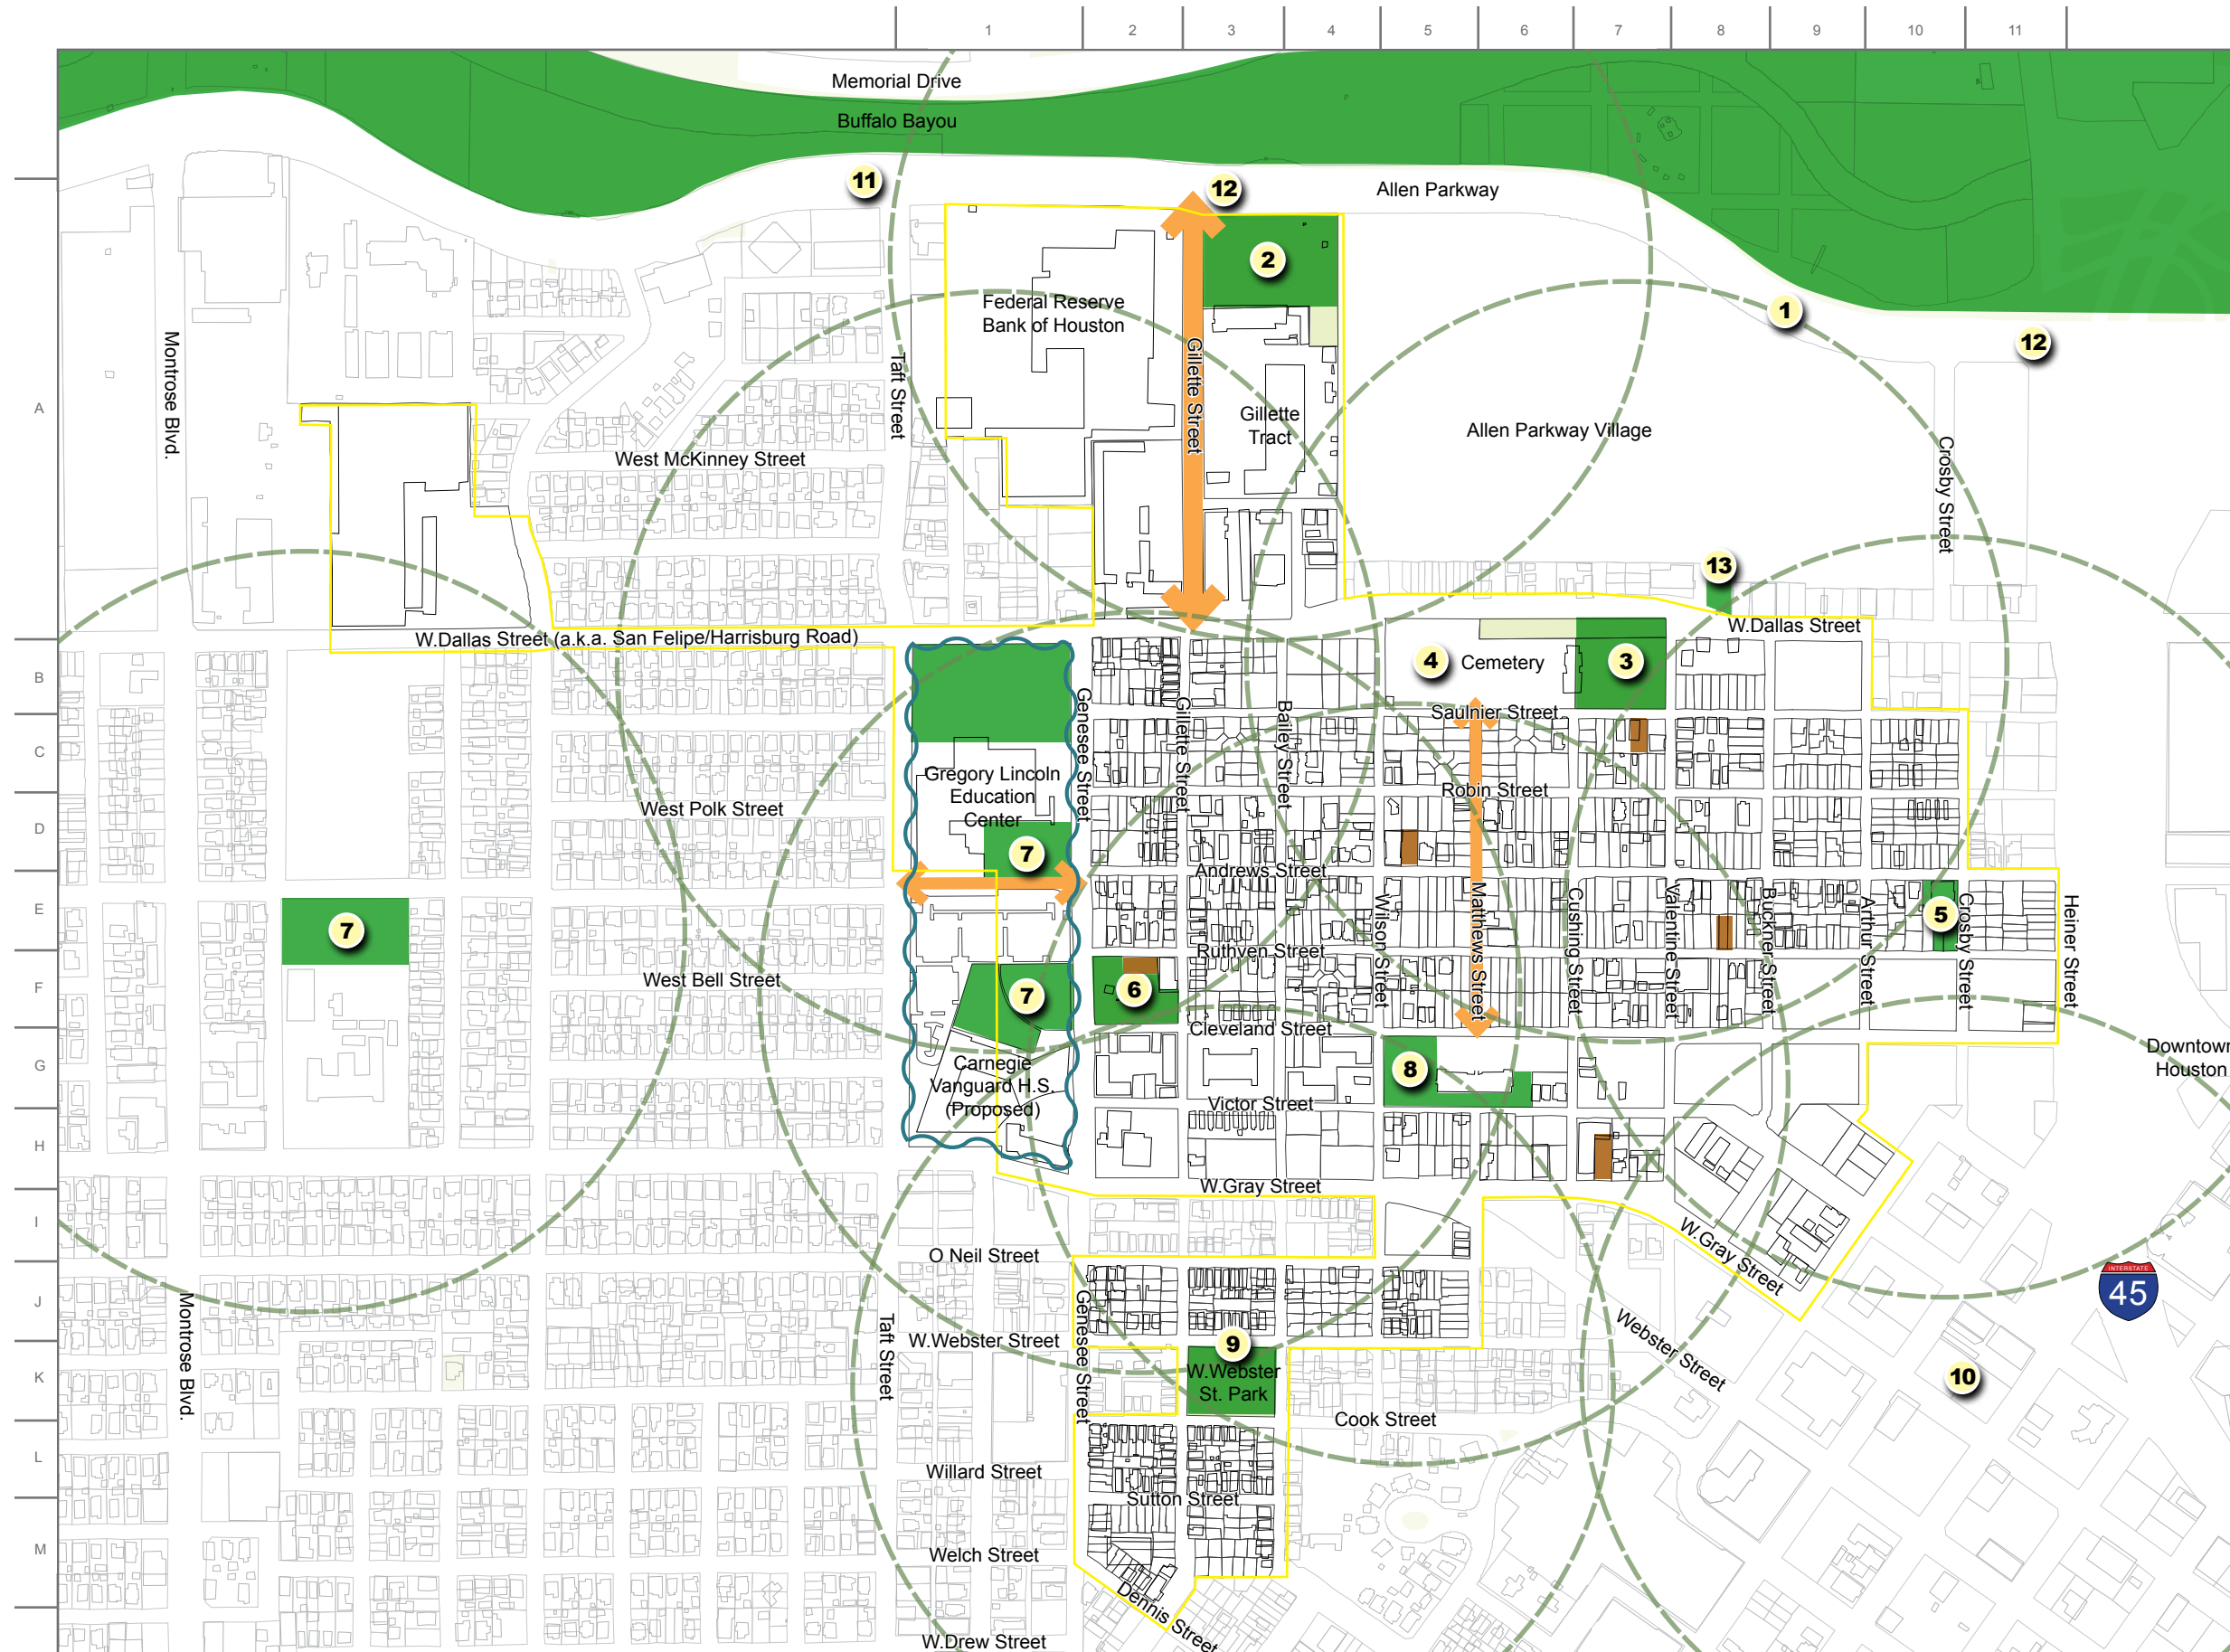 1 2 3 4 5 6 7 8 9 10 11
Memorial Drive
Buffalo Bayou
11
12
Allen Parkway
2
1
12
Federal Reserve
Bank of Houston
Montrose Blvd.
Taft Street
Gillette Street
A
Gillette
Tract
Allen Parkway Village
Crosby Street
West McKinney Street
13
W.Dallas Street
W.Dallas Street (a.k.a. San Felipe/Harrisburg Road)
B
4
Cemetery
3
Genesee Street
Gillette Street
Bailey Street
Saulnier Street
C
Gregory Lincoln
Education
Center
Robin Street
West Polk Street
D
7
Andrews Street
E
Wilson Street
Matthews Street
Cushing Street
Valentine Street
Buckner Street
Arthur Street
Crosby Street
Heiner Street
5
7
Ruthven Street
West Bell Street
F
7
6
Cleveland Street
G
Carnegie
Vanguard H.S.
(Proposed)
8
Downtown
Houston
Victor Street
H
W.Gray Street
I
W.Gray Street
O Neil Street
INTERSTATE
45
J
Montrose Blvd.
Taft Street
Genesee Street
W.Webster Street
Webster Street
9
K
W.Webster
St. Park
10
Cook Street
L
Willard Street
Sutton Street
M
Welch Street
Dennis Street
W.Drew Street